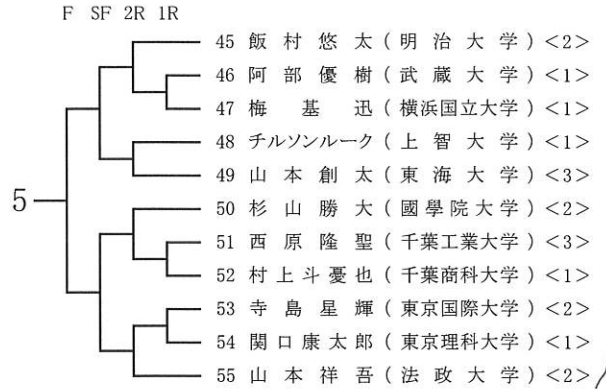 F SF 2R 1R
45 飯村悠太（明治大学）<2>
46 阿部優樹（武蔵大学）<1>
47 梅基迅（横浜国立大学）<1>
48 チルソンルーク（上智大学）<1>
49 山本創太（東海大学）<3>
5
50 杉山勝大（國學院大学）<2>
51 西原隆聖（千葉工業大学）<3>
52 村上斗憂也（千葉商科大学）<1>
53 寺島星輝（東京国際大学）<2>
54 関口康太郎（東京理科大学）<1>
55 山本祥吾（法政大学）<2>